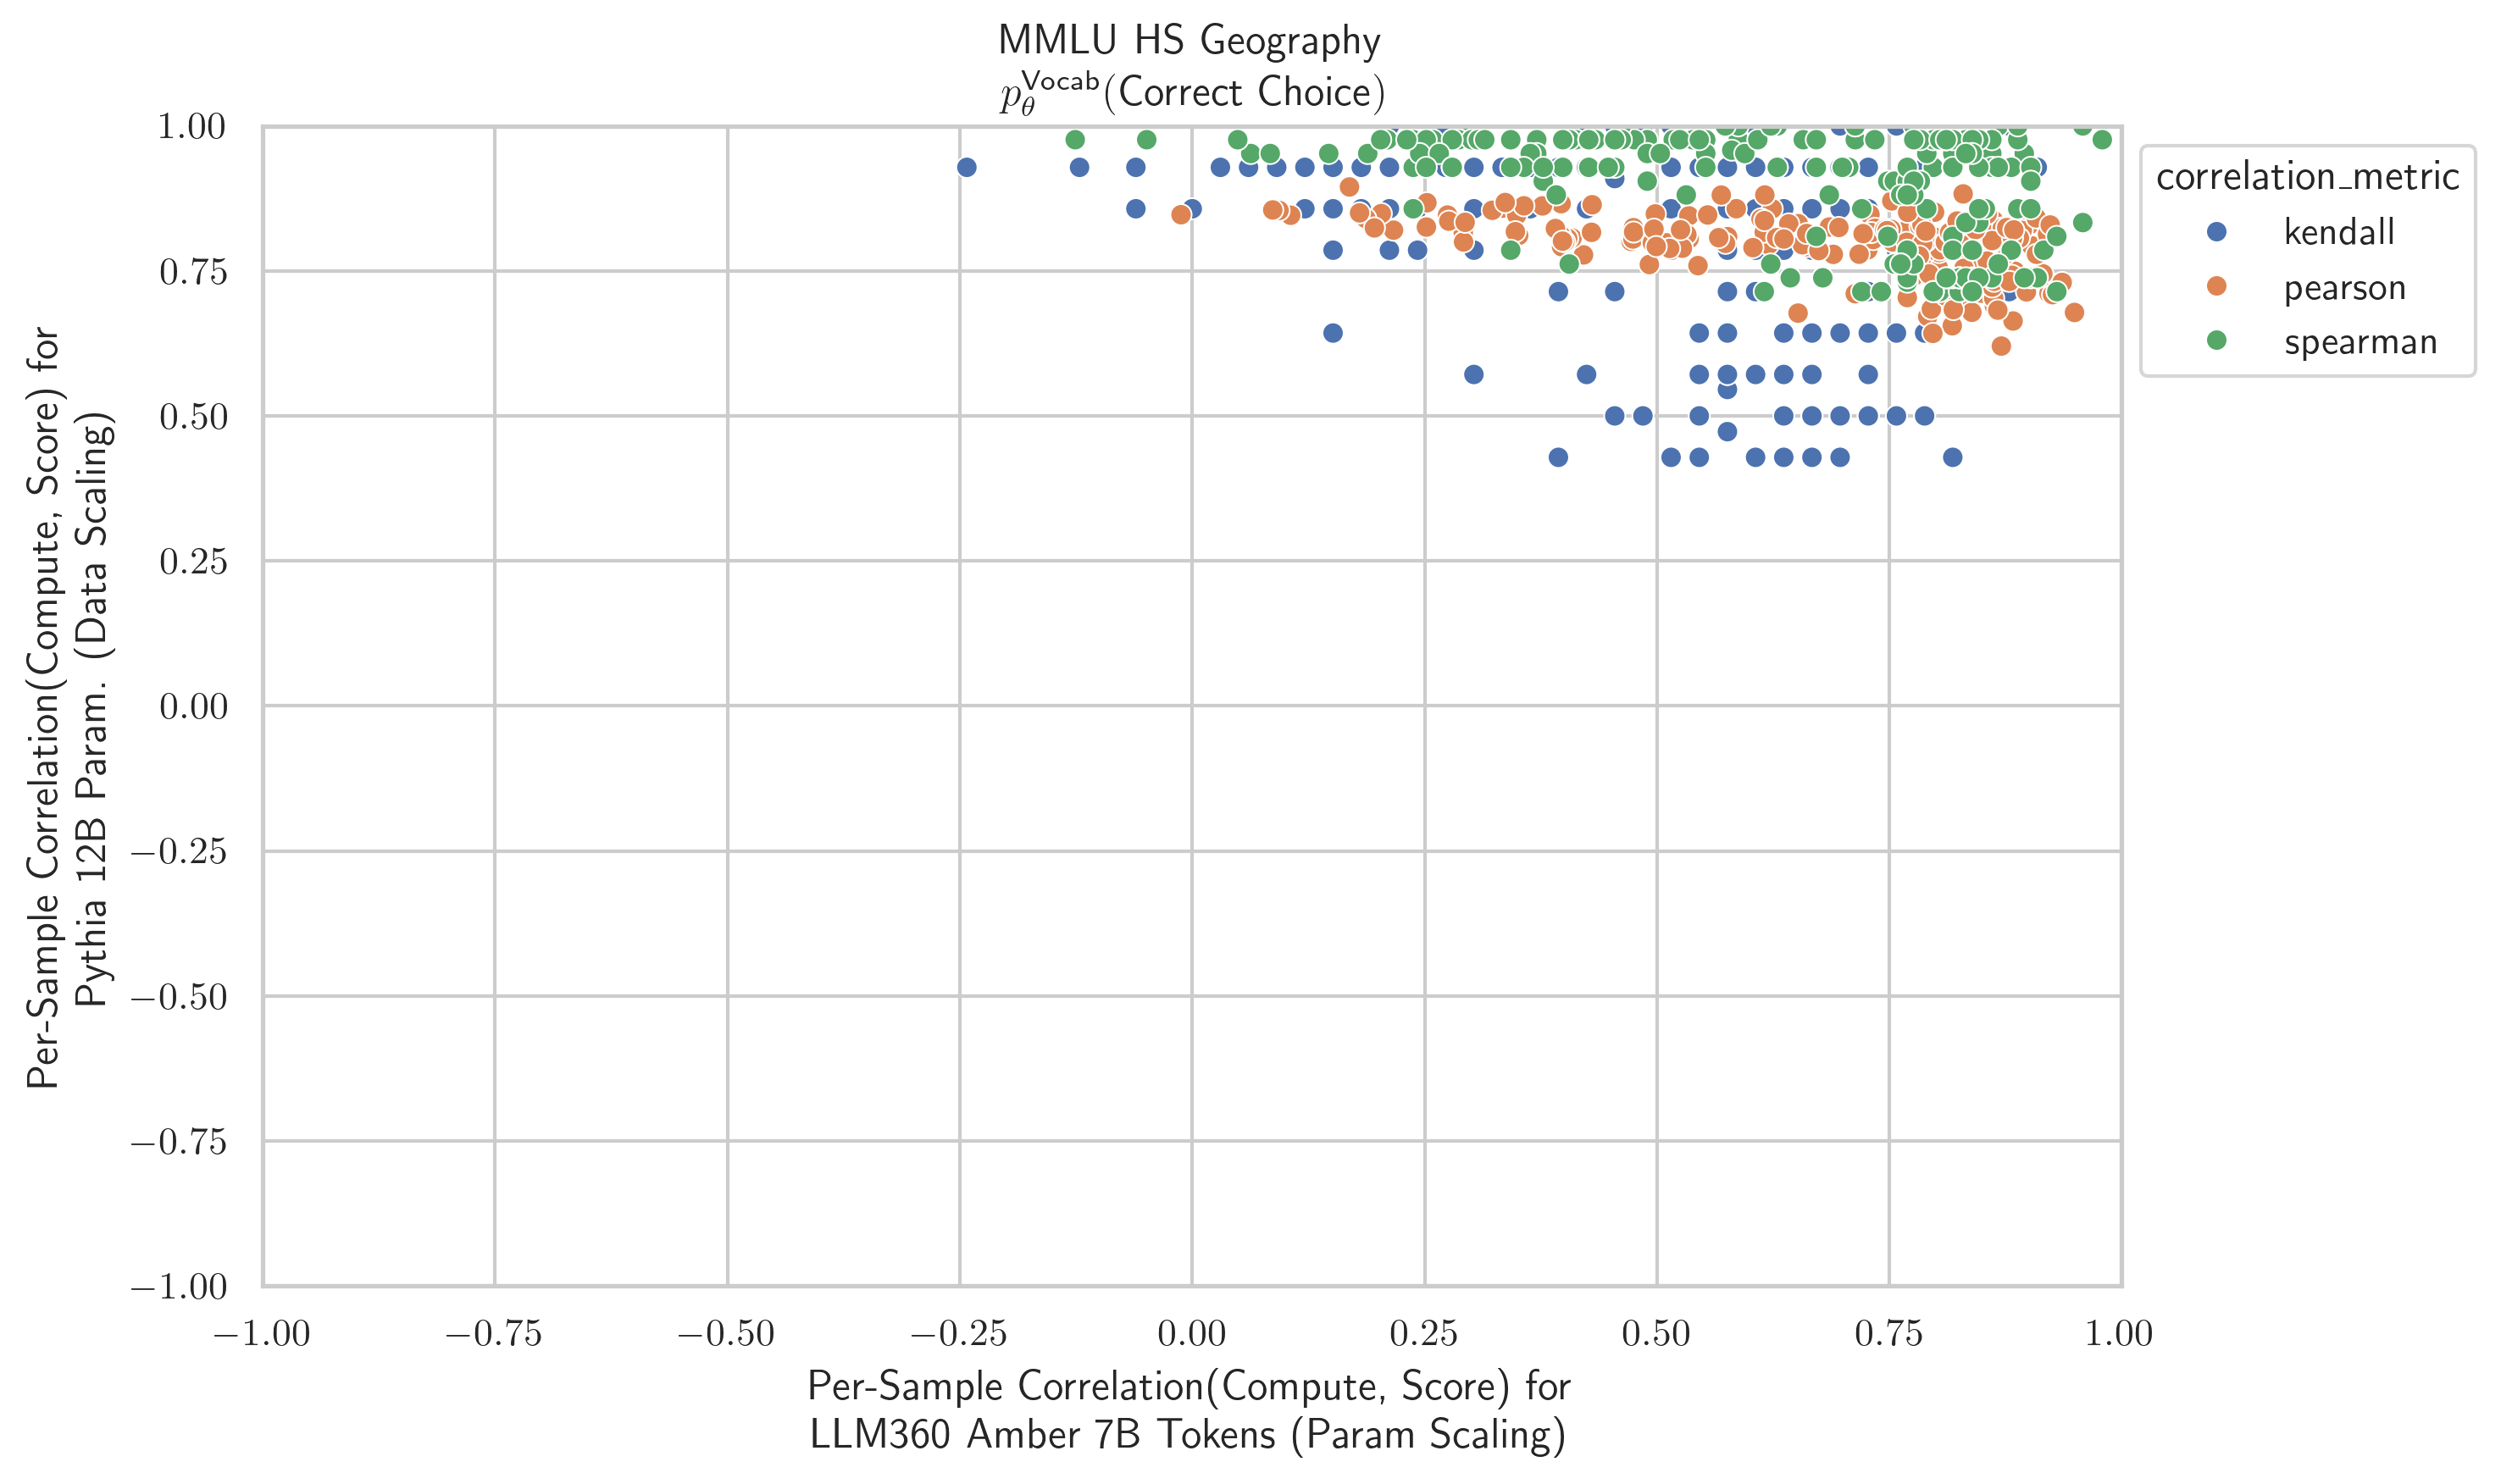 MMLU HS Geography
p_θ^Vocab(Correct Choice)
1.00
0.75
0.50
0.25
0.00
−0.25
−0.50
−0.75
−1.00
Per-Sample Correlation(Compute, Score) for
Pythia 12B Param. (Data Scaling)
correlation_metric
kendall
pearson
spearman
−1.00
−0.75
−0.50
−0.25
0.00
0.25
0.50
0.75
1.00
Per-Sample Correlation(Compute, Score) for
LLM360 Amber 7B Tokens (Param Scaling)